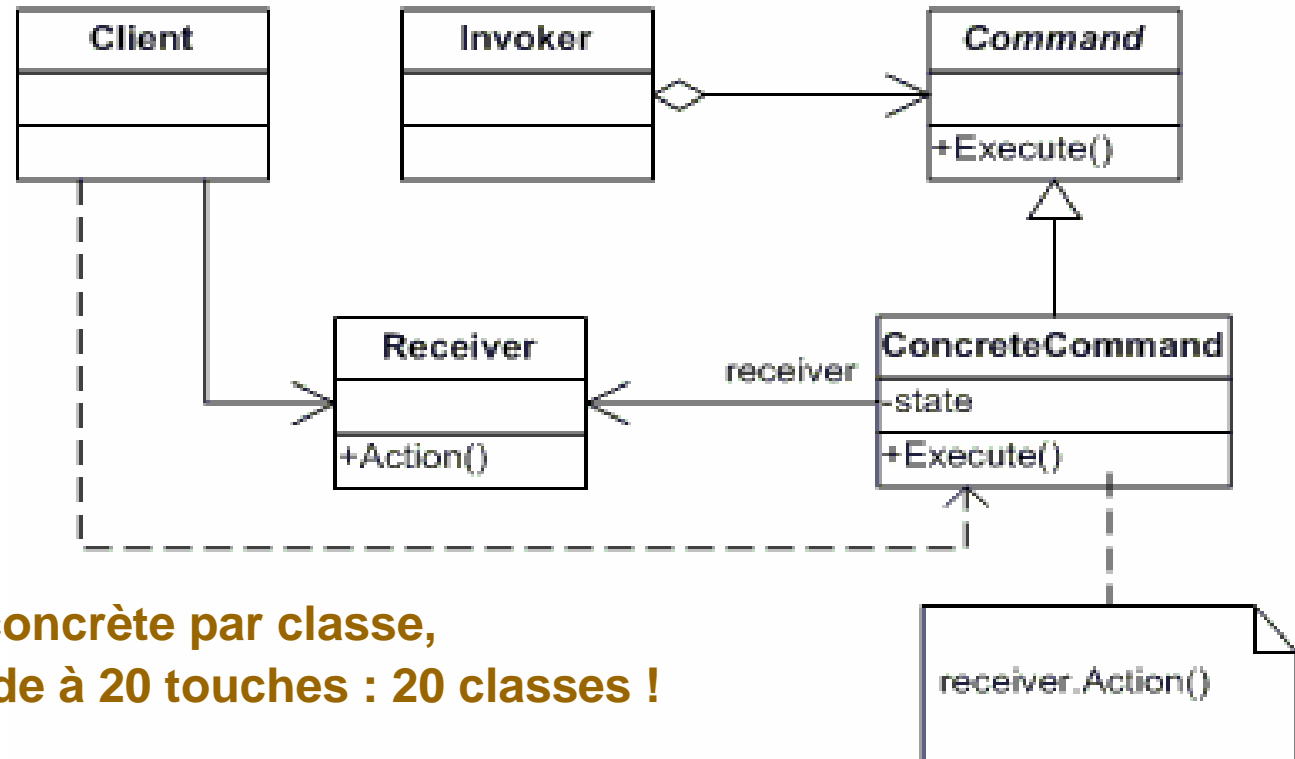 Client
Invoker
Command
+Execute()
Receiver
+Action()
receiver
ConcreteCommand
-state
+Execute()
concrète par classe,
de à 20 touches : 20 classes !
receiver.Action()